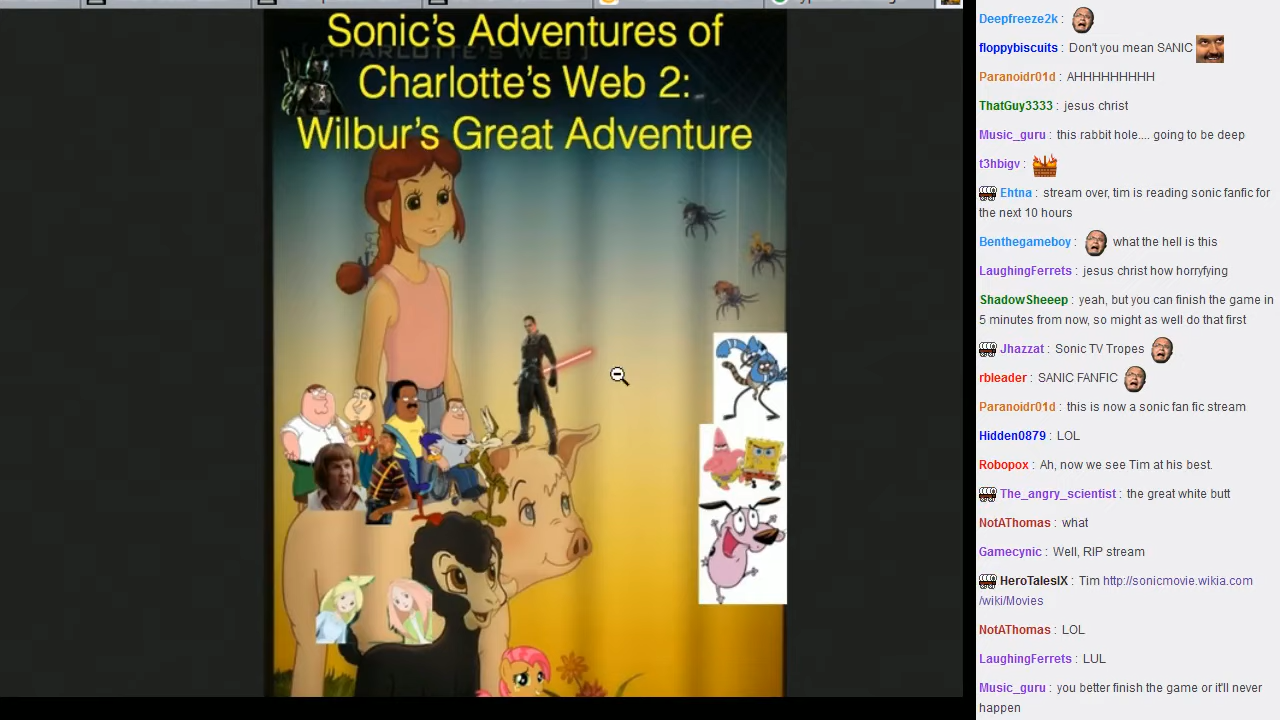 Sonic's Adventures of
CHARLOTTE'S WEB
Charlotte's Web 2:
Wilbur's Great Adventure
Deepfreeze2k :
floppybiscuits : Don't you mean SENIC
Paranoidr01d : AHHHHHHHHH
ThatGuy3333 : jesus christ
Music_guru : this rabbit hole.... going to be deep
t3hbigv :
Ehtna : stream over, tim is reading sonic fanfic for
the next 10 hours
Benthegameboy : what the hell is this
LaughingFerrets : jesus christ how horryfying
ShadowSheeep : yeah, but you can fnish the game in
5 minutes from now, so might as well do that first
Jhazzat : Sonic TV Tropes
rbleader : SANIC FANFIC
Paranoidr01d : this is now a sonic fan fic stream
Hidden0879 : LOL
Robopox : Ah, now we see Tim at his best.
The_angry_scientist : the great white butt
NotAThomas : what
Gamecynic : Well, RIP stream
HeroTalesIX : Tim http://sonicmovie.wikia.com
/wiki/Movies
NotAThomas : LOL
LaughingFerrets : LUL
Music_guru : you better finish the game or it'll never
happen